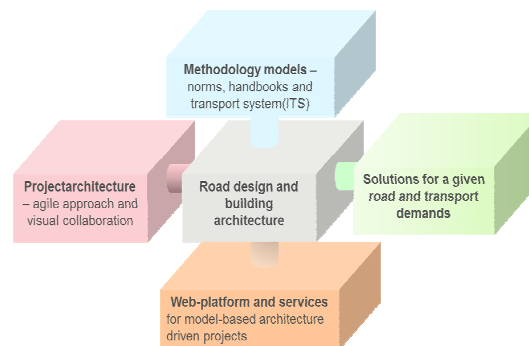 Methodology models –
norms, handbooks and
transport system(ITS)
Projectarchitecture
– agile approach and
visual collaboration
Road design and
building
architecture
Solutions for a given
road and transport
demands
Web-platform and services
for model-based architecture
driven projects